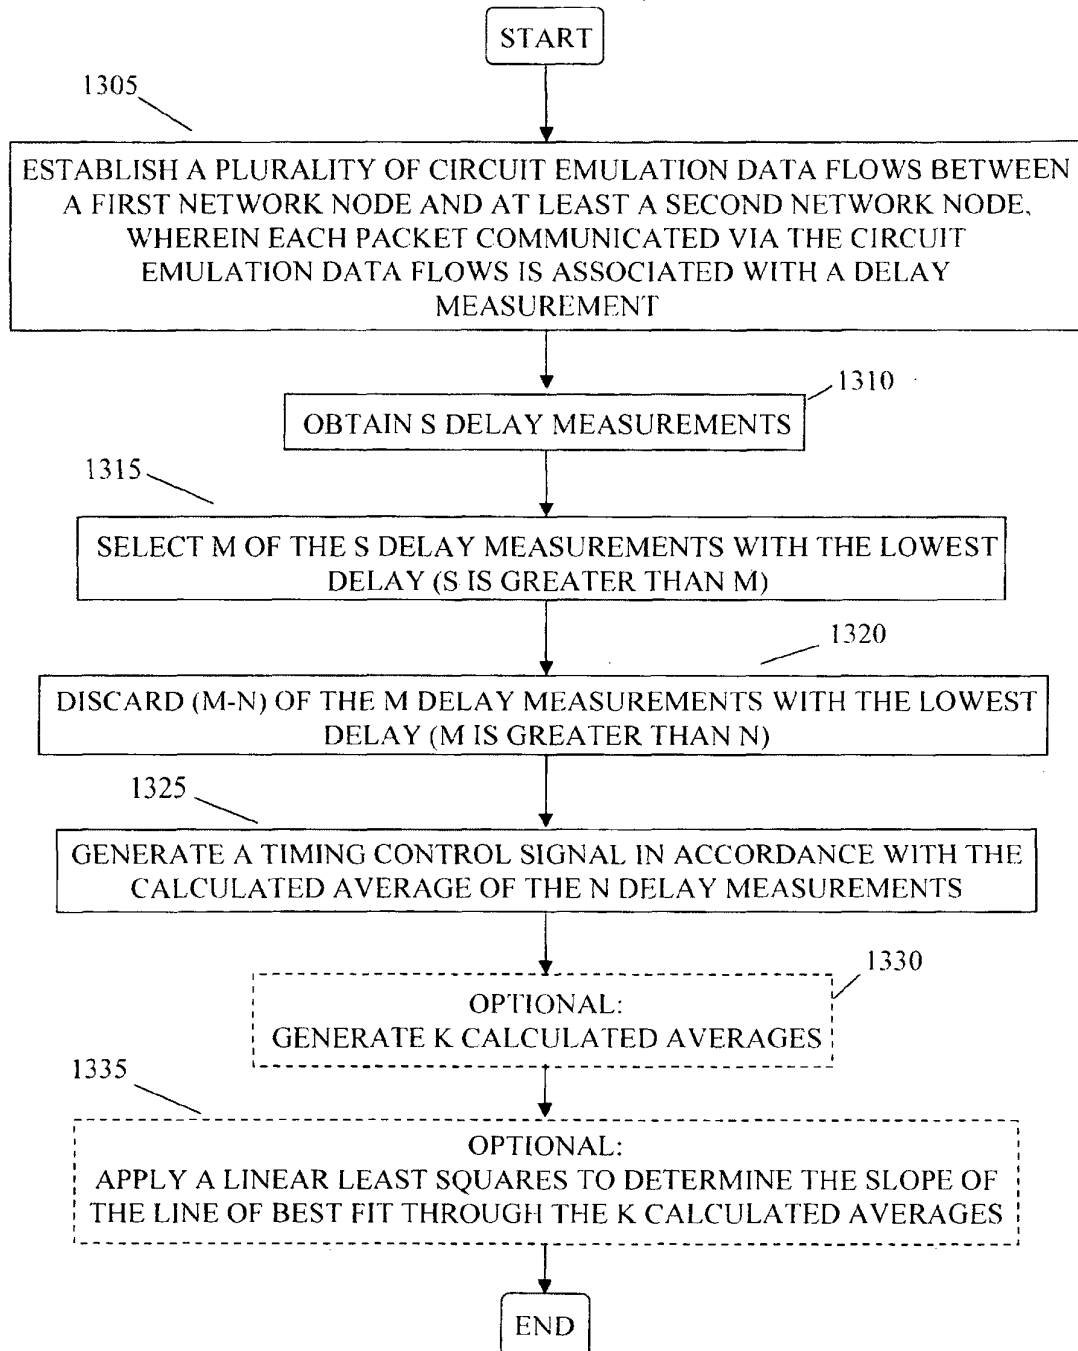 START
1305
ESTABLISH A PLURALITY OF CIRCUIT EMULATION DATA FLOWS BETWEEN
A FIRST NETWORK NODE AND AT LEAST A SECOND NETWORK NODE,
WHEREIN EACH PACKET COMMUNICATED VIA THE CIRCUIT
EMULATION DATA FLOWS IS ASSOCIATED WITH A DELAY
MEASUREMENT
1310
OBTAIN S DELAY MEASUREMENTS
1315
SELECT M OF THE S DELAY MEASUREMENTS WITH THE LOWEST
DELAY (S IS GREATER THAN M)
1320
DISCARD (M-N) OF THE M DELAY MEASUREMENTS WITH THE LOWEST
DELAY (M IS GREATER THAN N)
1325
GENERATE A TIMING CONTROL SIGNAL IN ACCORDANCE WITH THE
CALCULATED AVERAGE OF THE N DELAY MEASUREMENTS
1330
OPTIONAL:
GENERATE K CALCULATED AVERAGES
1335
OPTIONAL:
APPLY A LINEAR LEAST SQUARES TO DETERMINE THE SLOPE OF
THE LINE OF BEST FIT THROUGH THE K CALCULATED AVERAGES
END